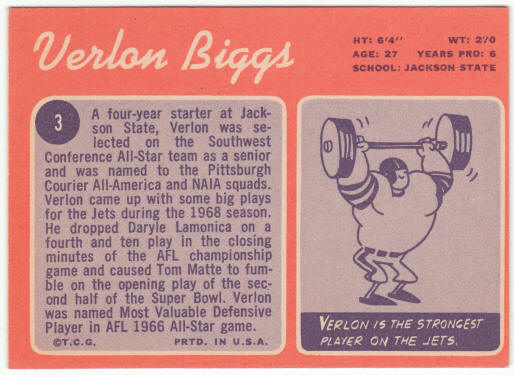 Verlon Biggs
HT: 6'4" WT: 270
AGE: 27 YEARS PRO: 6
SCHOOL: JACKSON STATE
3
A four-year starter at Jack-
son State, Verlon was se-
lected on the Southwest
Conference All-Star team as a senior
and was named to the Pittsburgh
Courier All-America and NAIA squads.
Verlon came up with some big plays
for the Jets during the 1968 season.
He dropped Daryle Lamonica on a
fourth and ten play in the closing
minutes of the AFL championship
game and caused Tom Matte to fum-
ble on the opening play of the sec-
ond half of the Super Bowl. Verlon
was named Most Valuable Defensive
Player in AFL 1966 All-Star game.
©T.C.G. PRTD. IN U.S.A.
VERLON IS THE STRONGEST
PLAYER ON THE JETS.